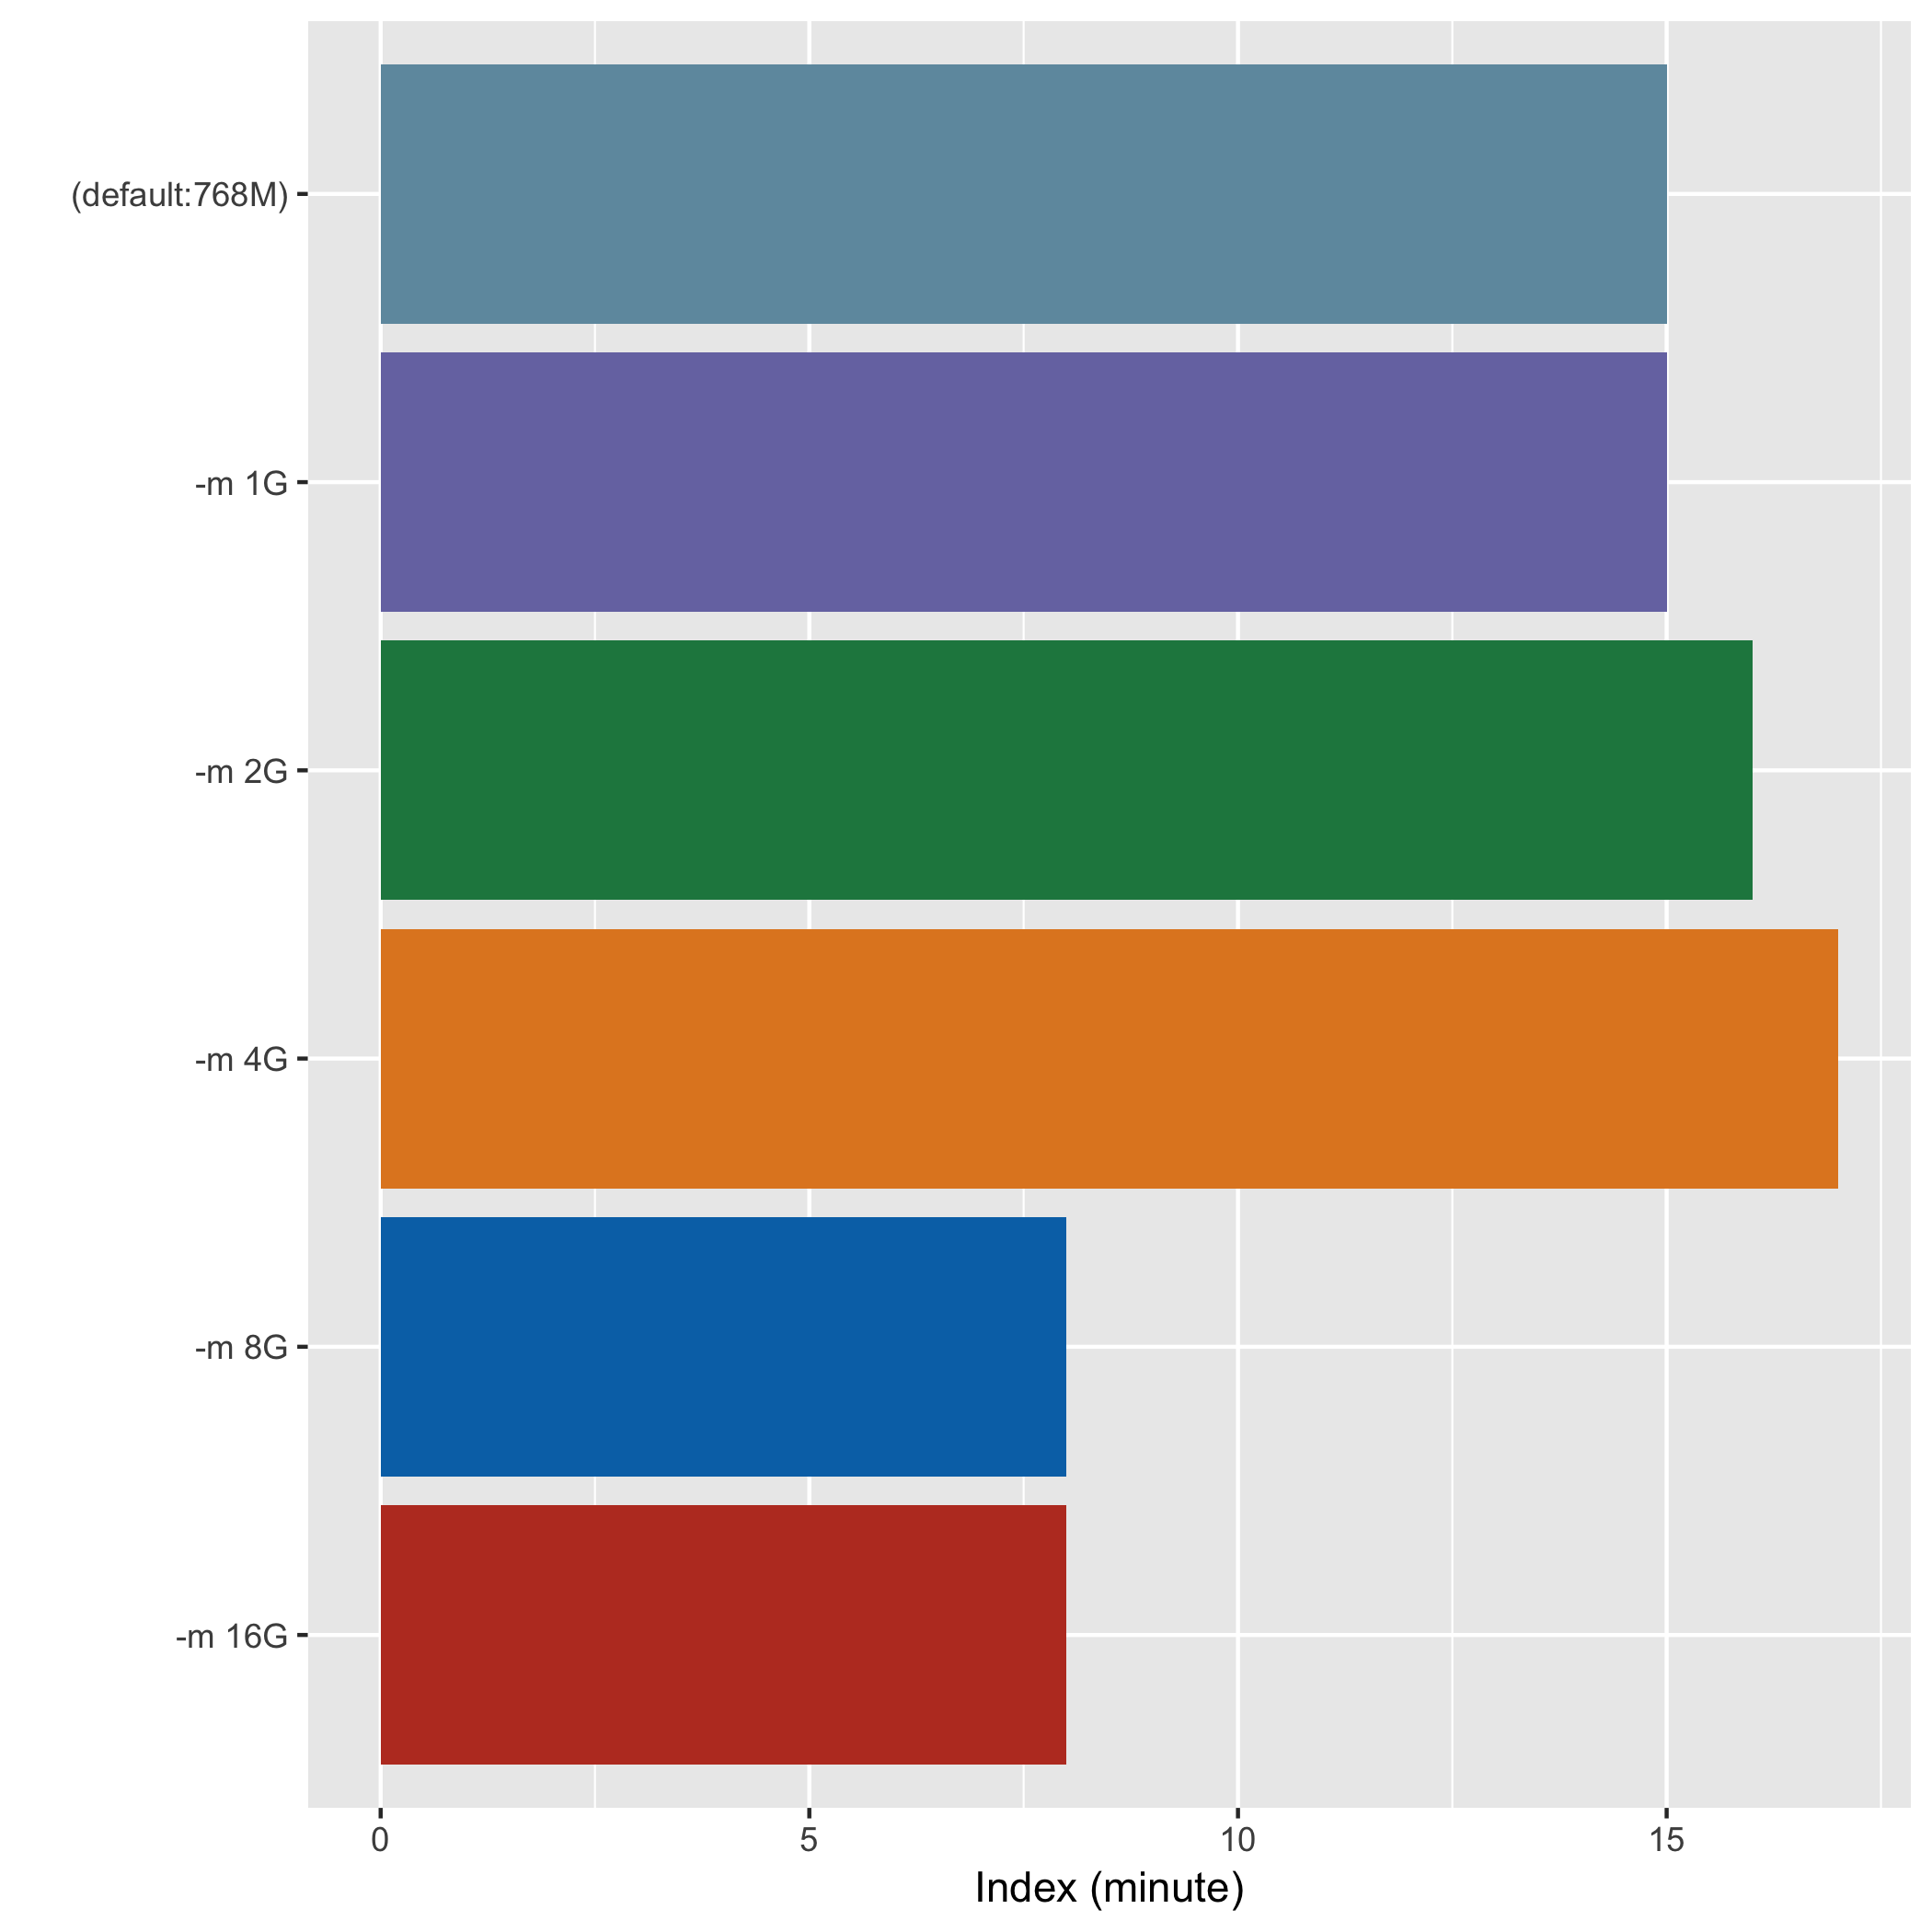 (default:768M)
-m 1G
-m 2G
-m 4G
-m 8G
-m 16G
0 5 10 15
Index (minute)